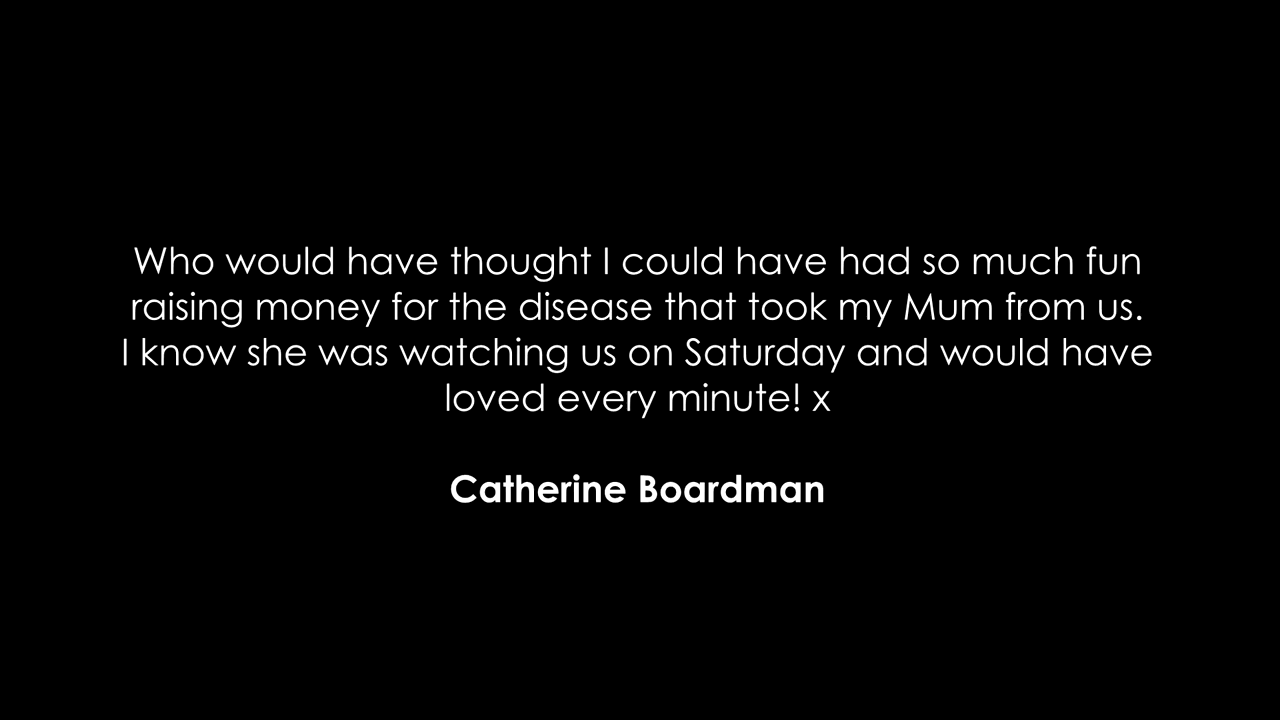 Who would have thought I could have had so much fun
raising money for the disease that took my Mum from us.
I know she was watching us on Saturday and would have
loved every minute! x
Catherine Boardman